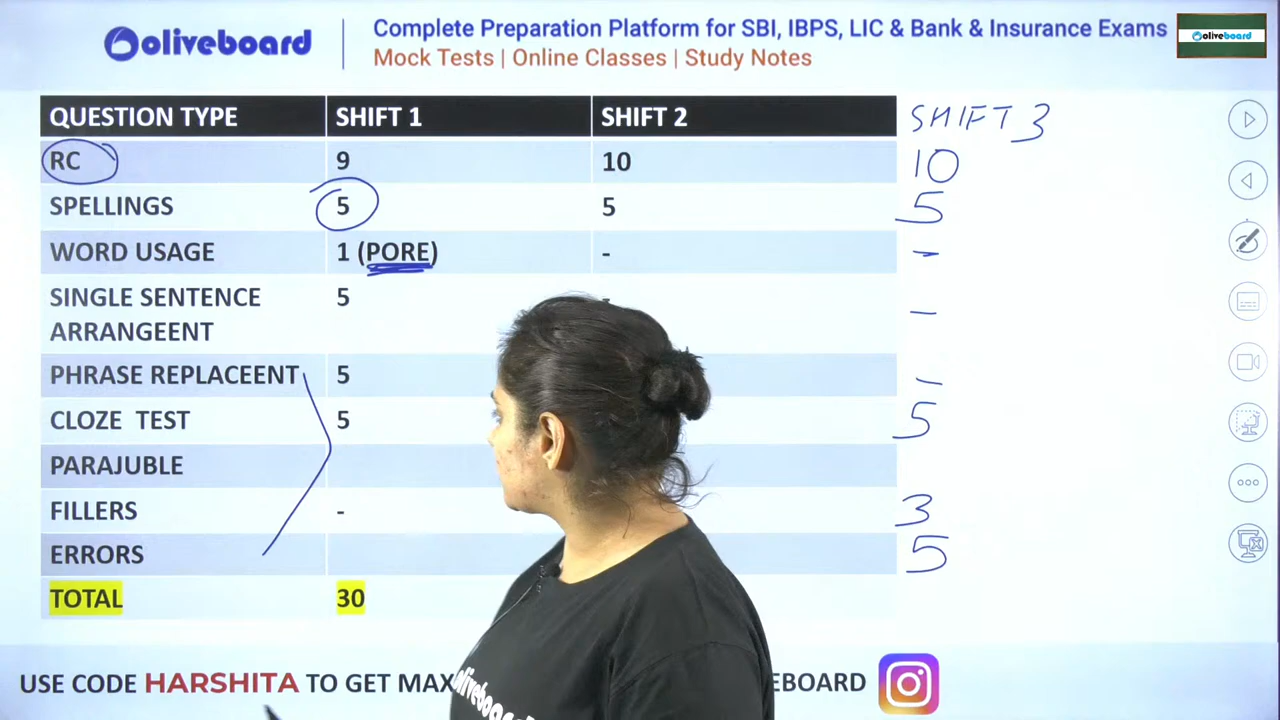 oliveboard
Complete Preparation Platform for SBI, IBPS, LIC & Bank & Insurance Exams
Mock Tests | Online Classes | Study Notes
oliveboard
QUESTION TYPE SHIFT 1 SHIFT 2 SHIFT 3
RC 9 10 10
SPELLINGS 5 5 5
WORD USAGE 1 (PORE) - -
SINGLE SENTENCE 5 -
ARRANGEENT
PHRASE REPLACEENT 5 -
CLOZE TEST 5 5
PARAJUBLE
FILLERS - 3
ERRORS 5
TOTAL 30
USE CODE HARSHITA TO GET MAX EBOARD
oliveboard